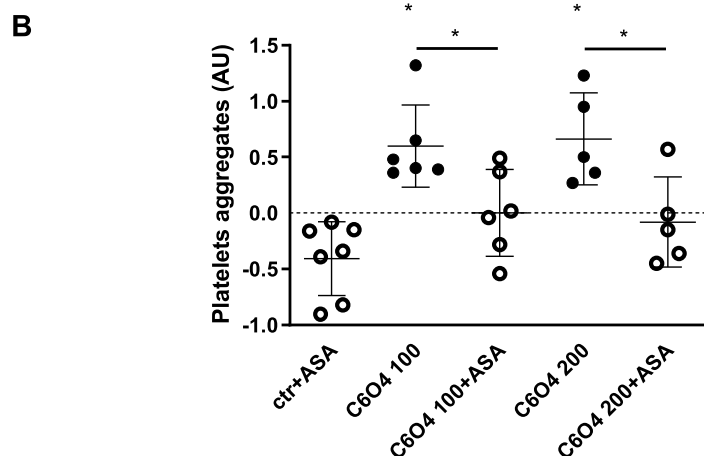 B
* *
* *
Platelets aggregates (AU)
1.5
1.0
0.5
0.0
-0.5
-1.0
ctr+ASA
C6O4 100
C6O4 100+ASA
C6O4 200
C6O4 200+ASA